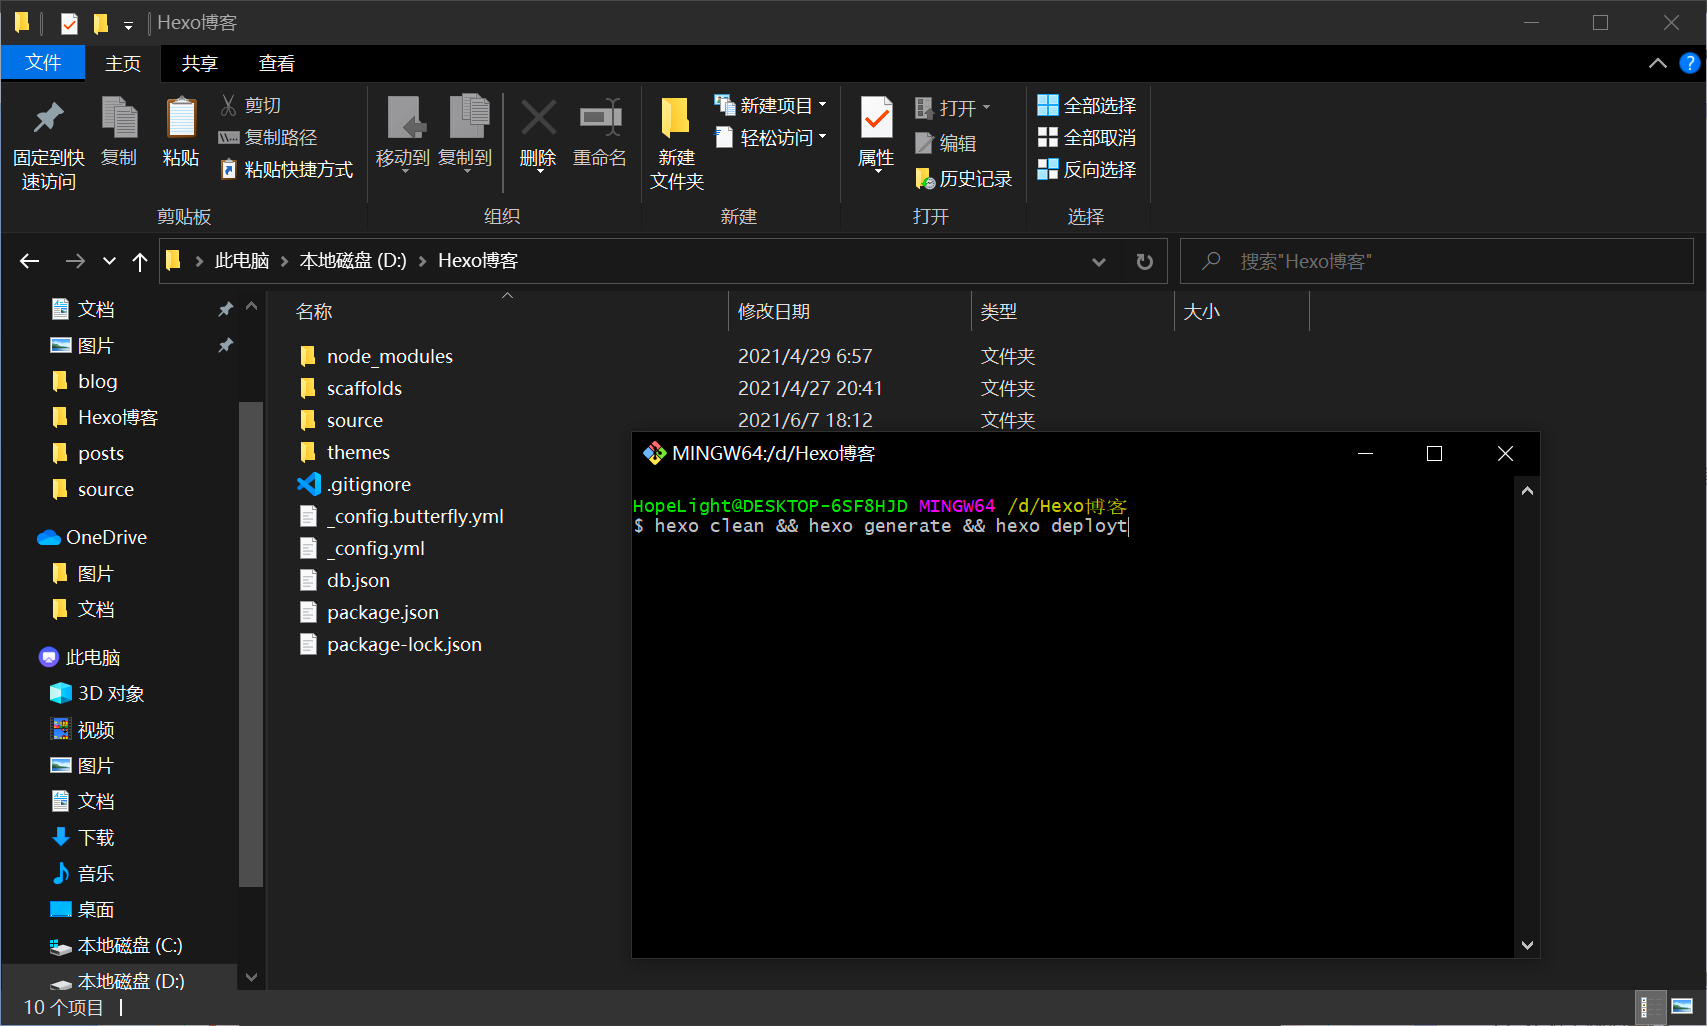 Hexo博客
文件 主页 共享 查看
固定到快速访问
复制
粘贴
剪切
复制路径
粘贴快捷方式
剪贴板
移动到
复制到
删除
重命名
组织
新建文件夹
新建项目
轻松访问
新建
属性
打开
编辑
历史记录
打开
全部选择
全部取消
反向选择
选择
此电脑 本地磁盘 (D:) Hexo博客
搜索"Hexo博客"
文档
图片
blog
Hexo博客
posts
source
OneDrive
图片
文档
此电脑
3D 对象
视频
图片
文档
下载
音乐
桌面
本地磁盘 (C:)
本地磁盘 (D:)
名称 修改日期 类型 大小
node_modules 2021/4/29 6:57 文件夹
scaffolds 2021/4/27 20:41 文件夹
source 2021/6/7 18:12 文件夹
themes
.gitignore
_config.butterfly.yml
_config.yml
db.json
package.json
package-lock.json
MINGW64:/d/Hexo博客
HopeLight@DESKTOP-6SF8HJD MINGW64 /d/Hexo博客
$ hexo clean && hexo generate && hexo deployt
10 个项目